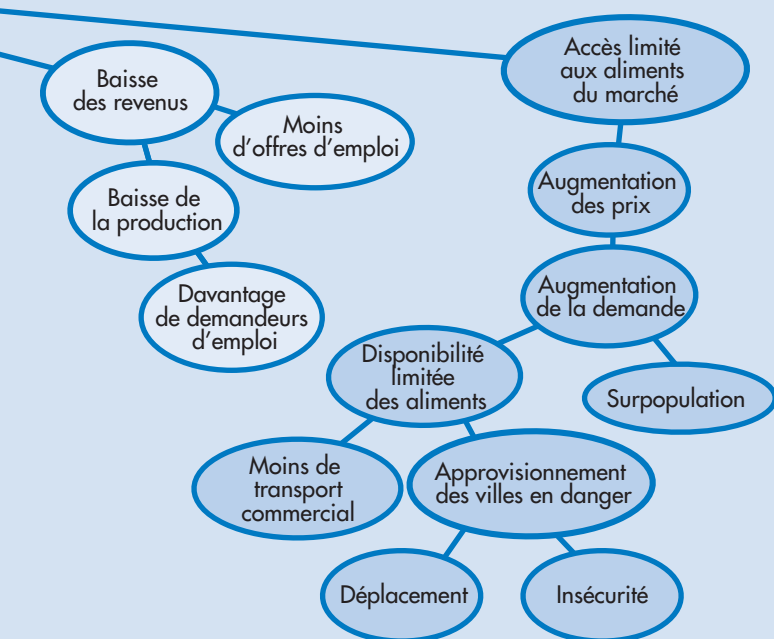 Baisse
des revenus
Moins
d'offres d'emploi
Baisse de
la production
Davantage
de demandeurs
d'emploi
Accès limité
aux aliments
du marché
Augmentation
des prix
Augmentation
de la demande
Disponibilité
limitée
des aliments
Surpopulation
Moins de
transport
commercial
Approvisionnement
des villes en danger
Déplacement
Insécurité